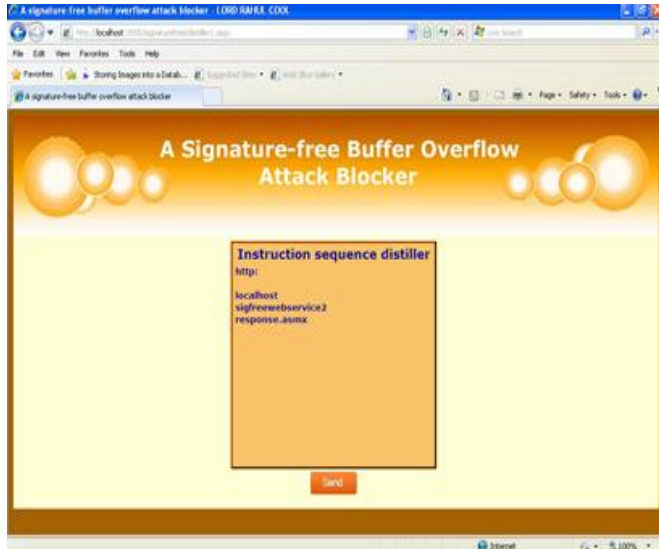 A signature-free buffer overflow attack blocker - LORD RAHUL COOL
http://localhost
File Edit View Favorites Tools Help
Favorites Storing Images into a Datab...
A signature-free buffer overflow attack blocker
Page Safety Tools
A Signature-free Buffer Overflow
Attack Blocker
Instruction sequence distiller
http:
localhost
sigfreewebservice2
response.asmx
Send
Internet 100%